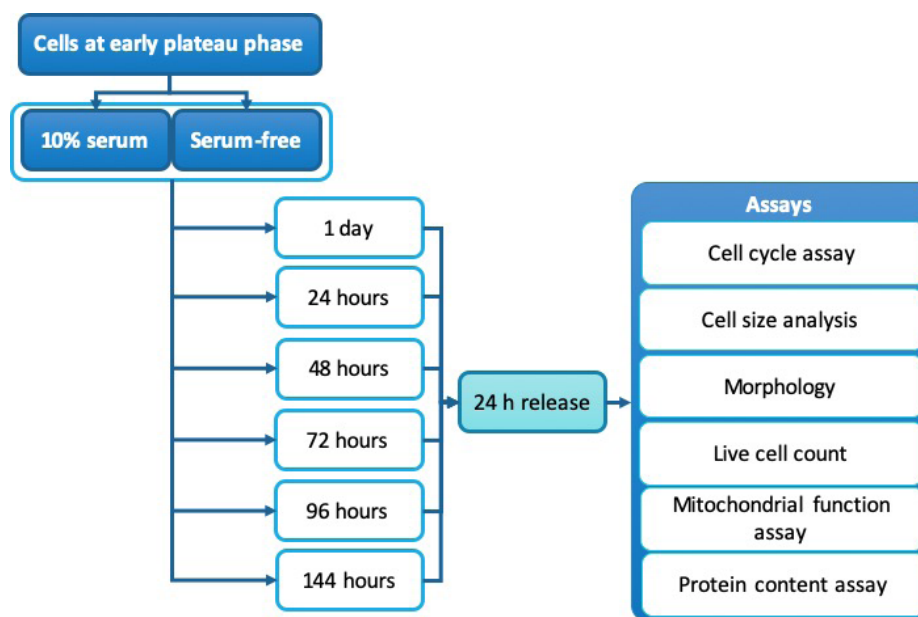 Cells at early plateau phase
10% serum
Serum-free
1 day
24 hours
48 hours
72 hours
96 hours
144 hours
24 h release
Assays
Cell cycle assay
Cell size analysis
Morphology
Live cell count
Mitochondrial function
assay
Protein content assay